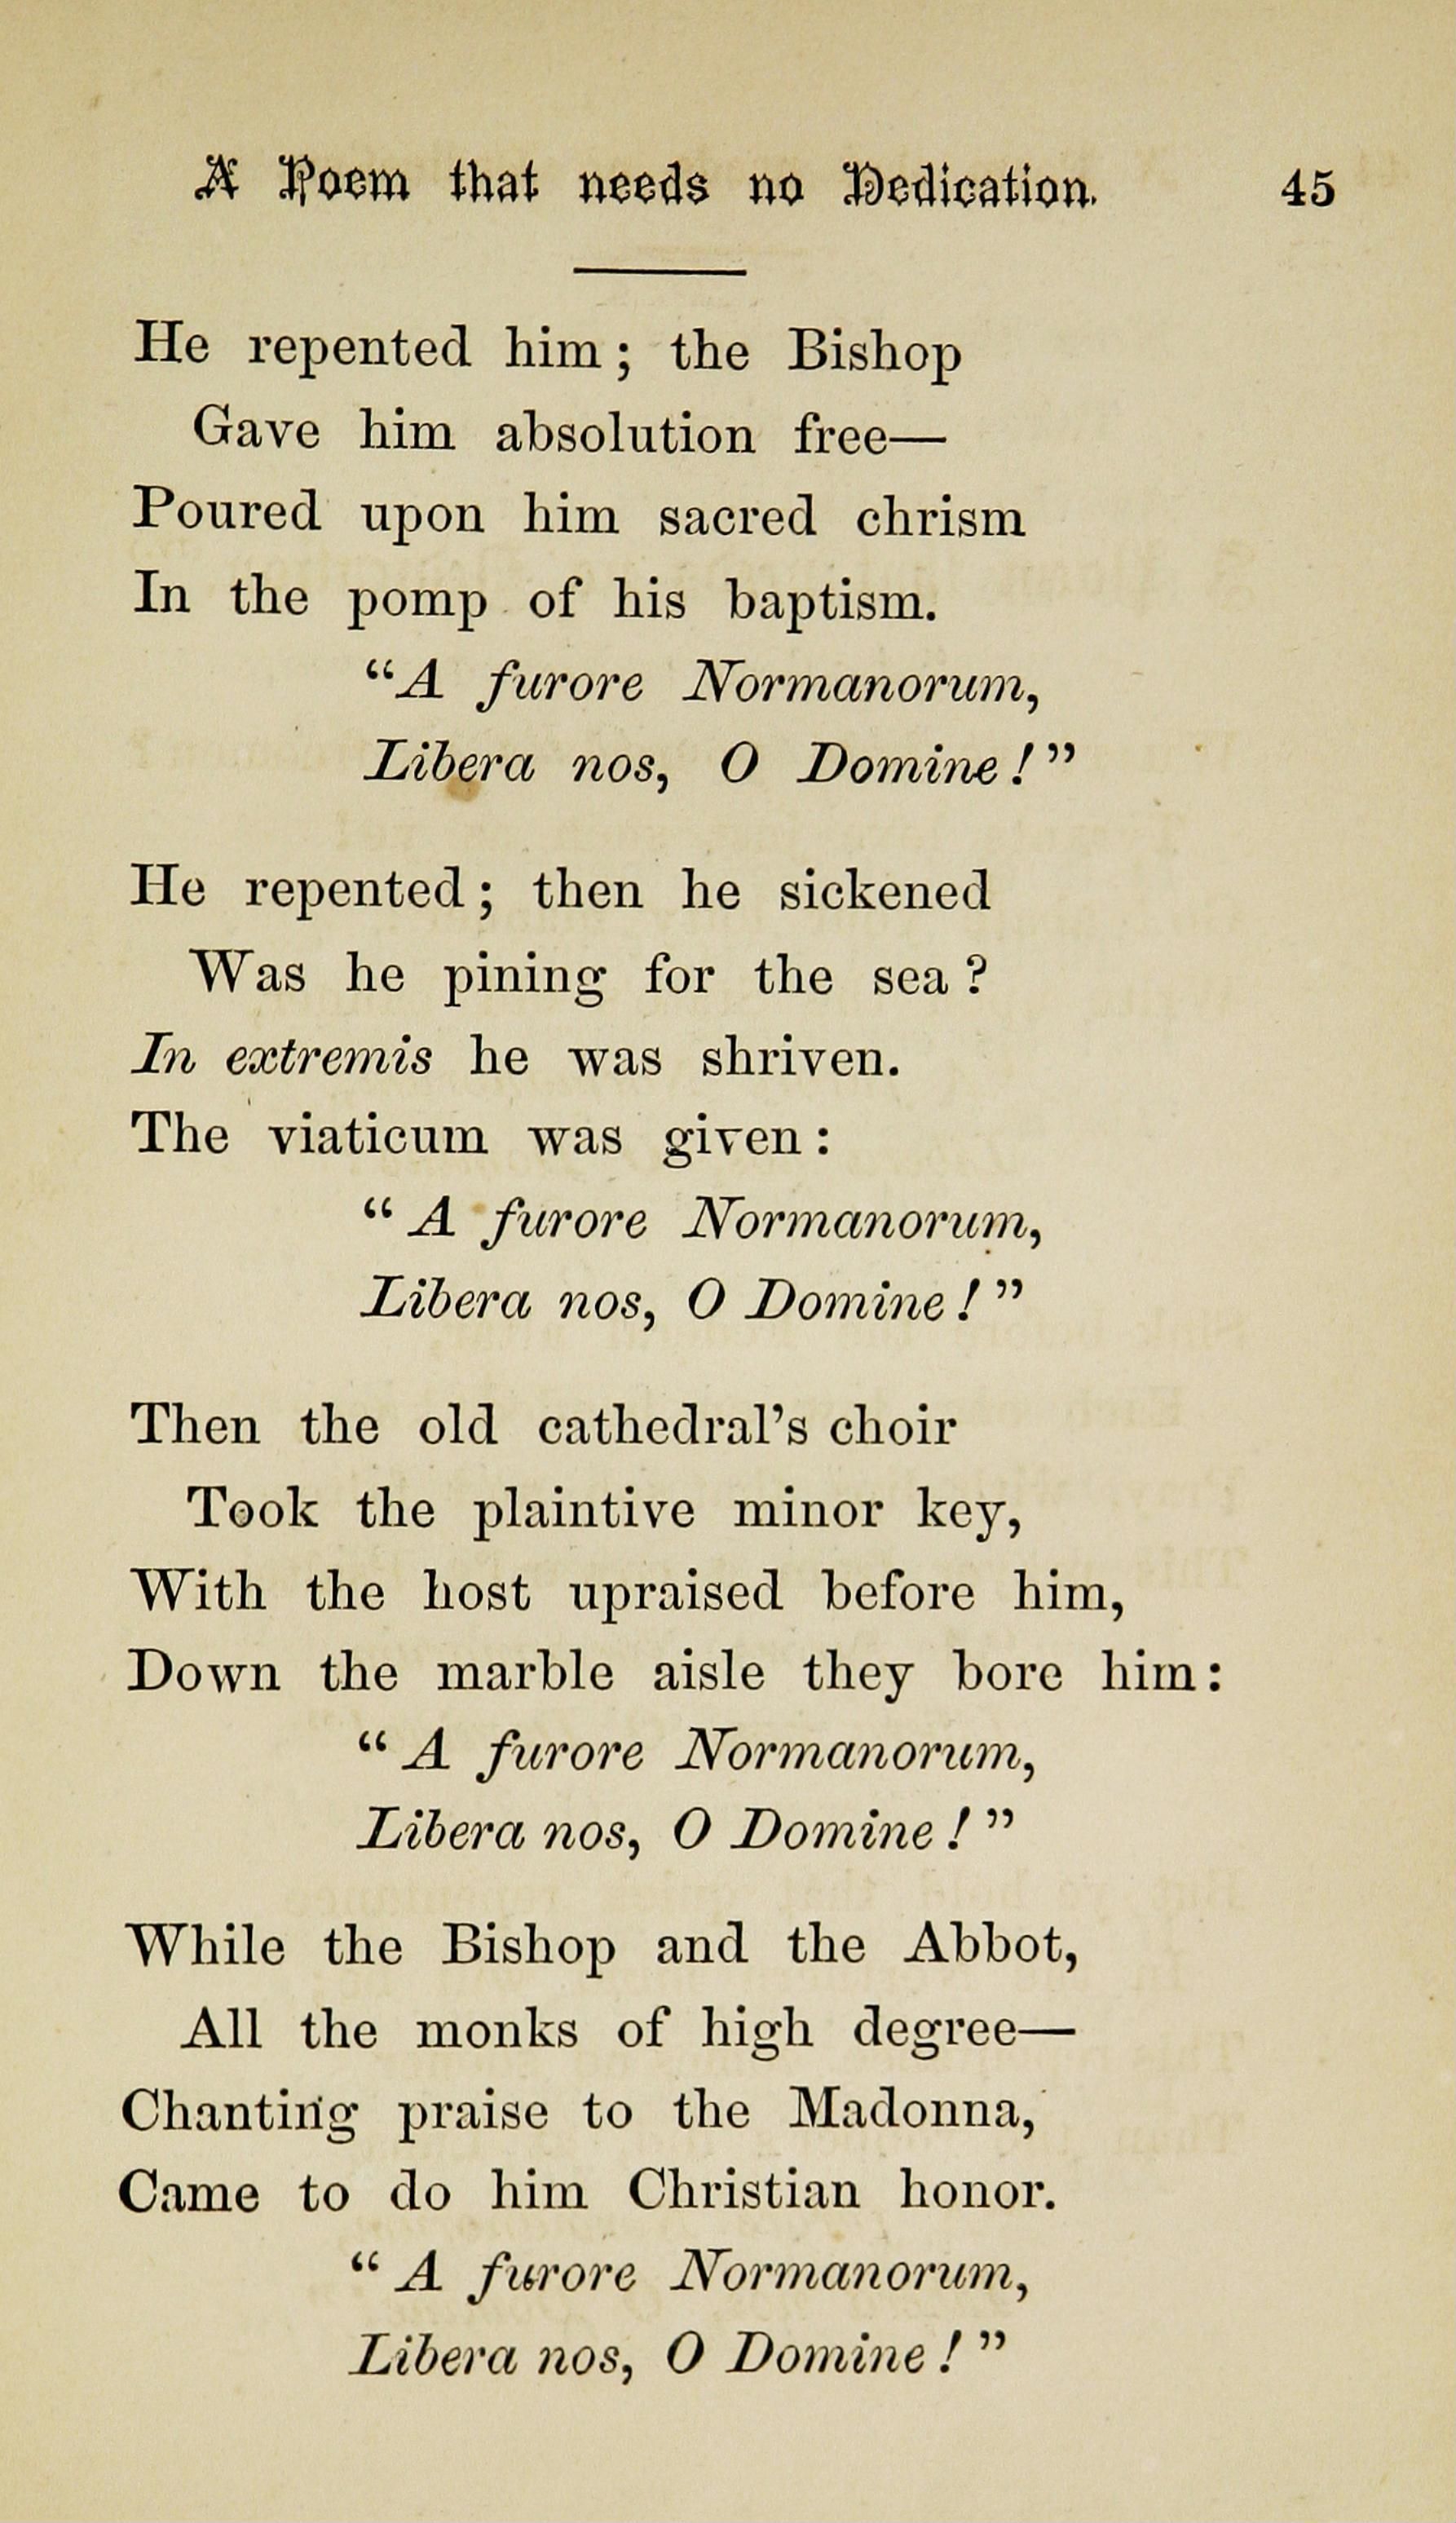 A Poem that needs no Dedication. 45
He repented him; the Bishop
Gave him absolution free—
Poured upon him sacred chrism
In the pomp of his baptism.
“A furore Normanorum,
Libera nos, O Domine!”
He repented; then he sickened
Was he pining for the sea?
In extremis he was shriven.
The viaticum was given:
“A furore Normanorum,
Libera nos, O Domine!”
Then the old cathedral’s choir
Took the plaintive minor key,
With the host upraised before him,
Down the marble aisle they bore him:
“A furore Normanorum,
Libera nos, O Domine!”
While the Bishop and the Abbot,
All the monks of high degree—
Chanting praise to the Madonna,
Came to do him Christian honor.
“A furore Normanorum,
Libera nos, O Domine!”